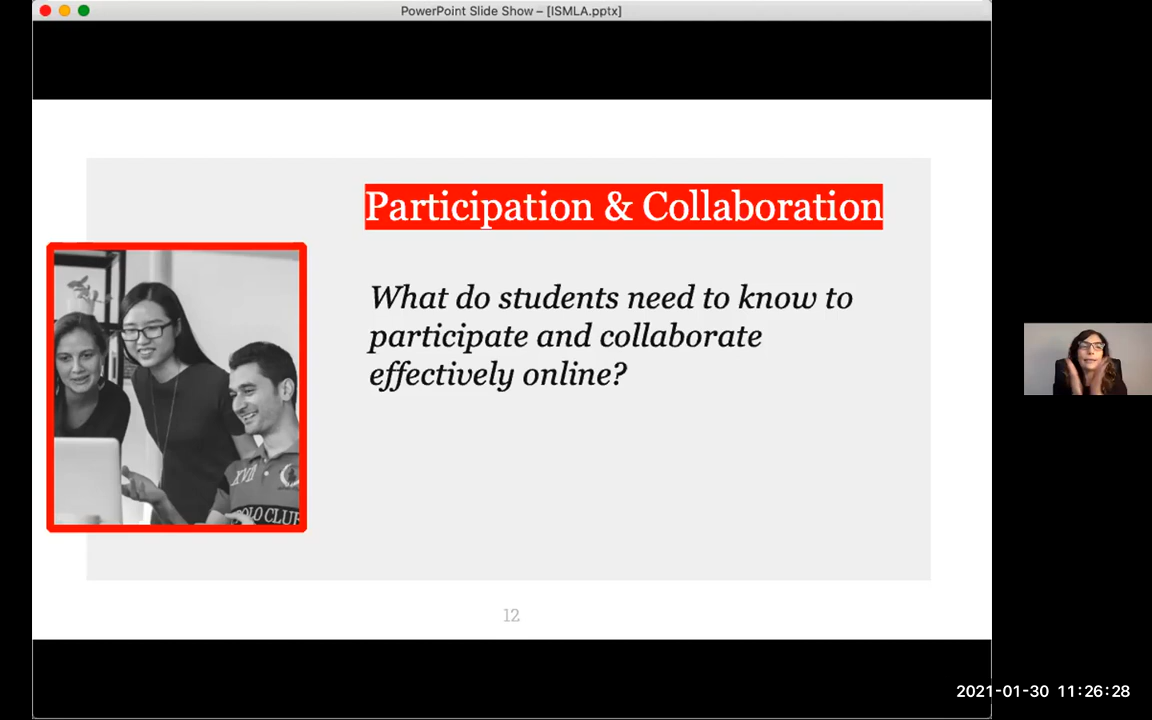 PowerPoint Slide Show – [ISMLA.pptx]
Participation & Collaboration
What do students need to know to
participate and collaborate
effectively online?
XVII
POLO CLUB
12
2021-01-30 11:26:28